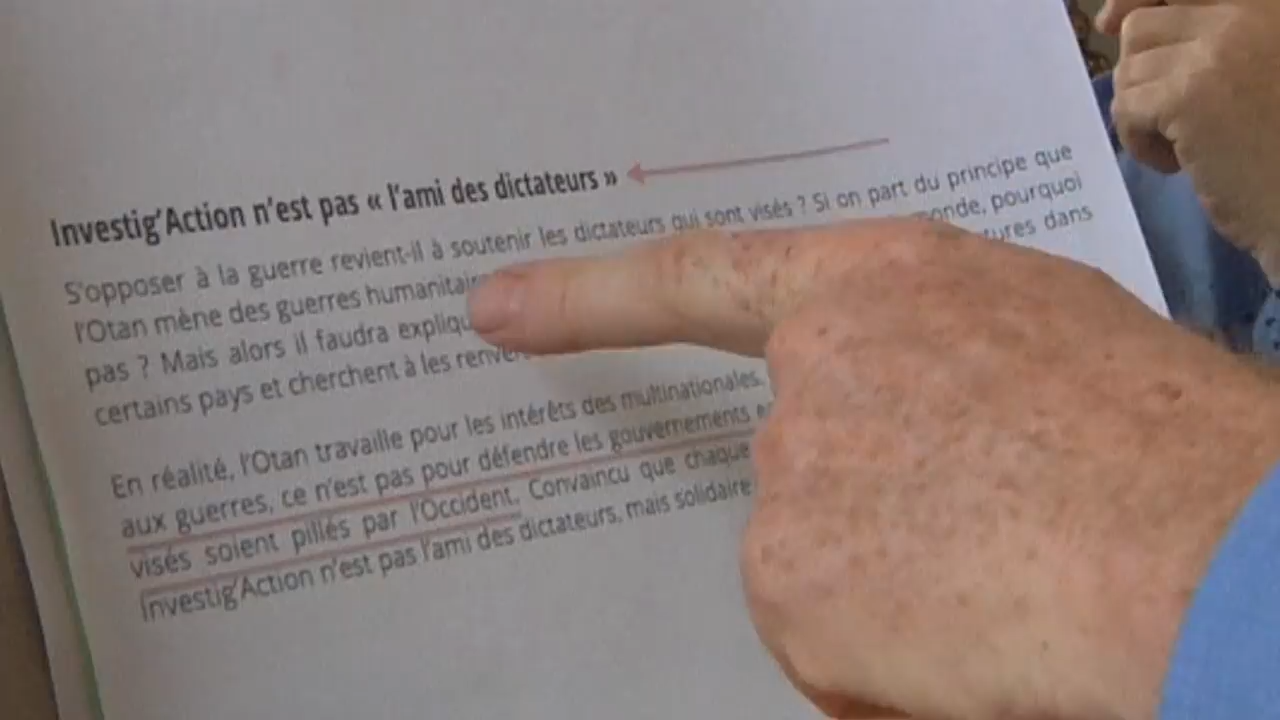 Investig'Action n'est pas « l'ami des dictateurs »
S'opposer à la guerre revient-il à soutenir les dictateurs qui sont visés ? Si on part du principe que
l'Otan mène des guerres pourquoi
pas ? Mais alors il faudra dans
certains pays et cherchent à les
En réalité, l'Otan travaille pour les intérêts des multinationales.
aux guerres, ce n'est pas pour défendre les gouvernements
visés soient pillés par l'Occident. Convaincu que chaque
Investig'Action n'est pas l'ami des dictateurs, mais solidaire